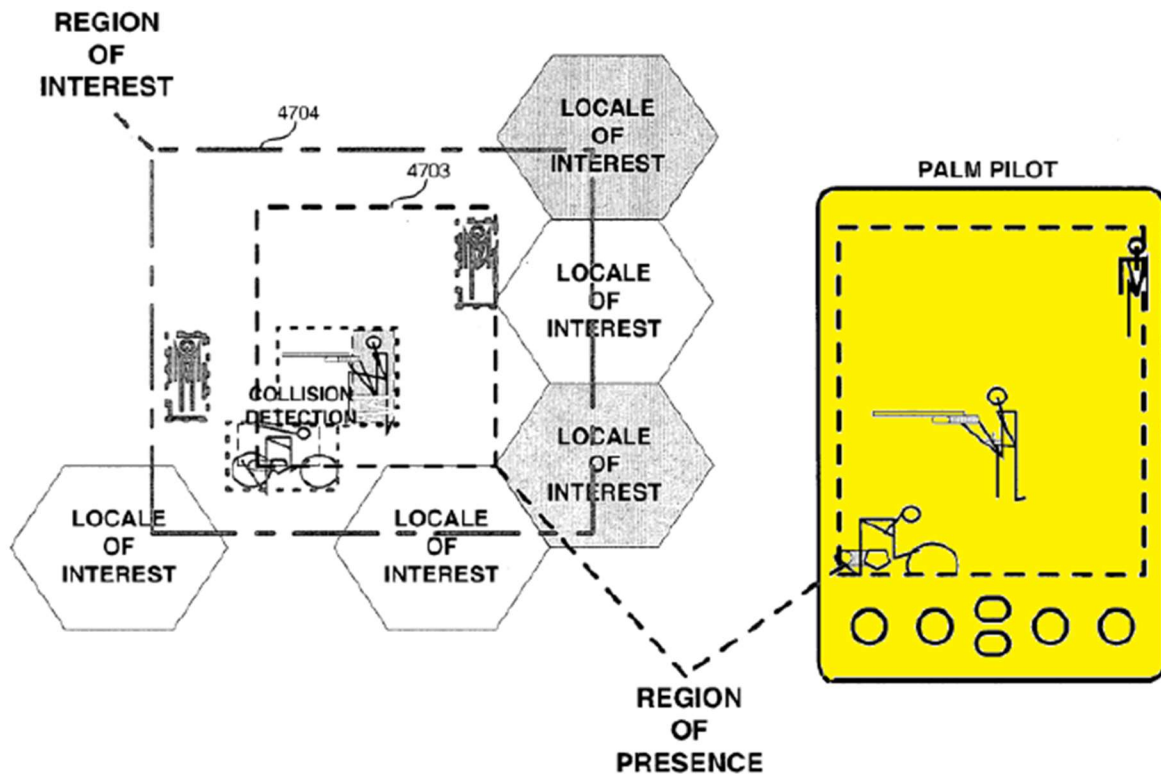 REGION
OF
INTEREST
4704
4703
LOCALE
OF
INTEREST
LOCALE
OF
INTEREST
COLLISION
DETECTION
LOCALE
OF
INTEREST
LOCALE
OF
INTEREST
LOCALE
OF
INTEREST
PALM PILOT
REGION
OF
PRESENCE